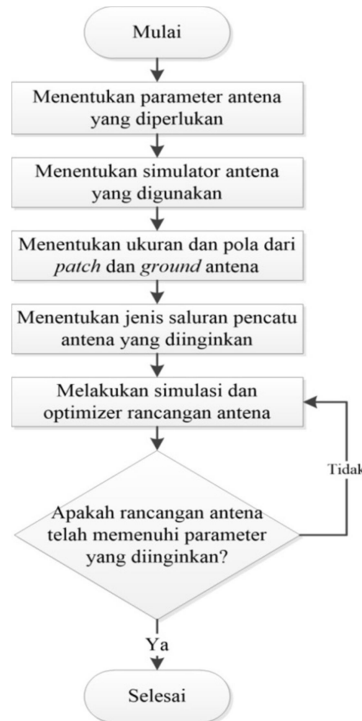 Mulai
Menentukan parameter antena
yang diperlukan
Menentukan simulator antena
yang digunakan
Menentukan ukuran dan pola dari
patch dan ground antena
Menentukan jenis saluran pencatu
antena yang diinginkan
Melakukan simulasi dan
optimizer rancangan antena
Tidak
Apakah rancangan antena
telah memenuhi parameter
yang diinginkan?
Ya
Selesai